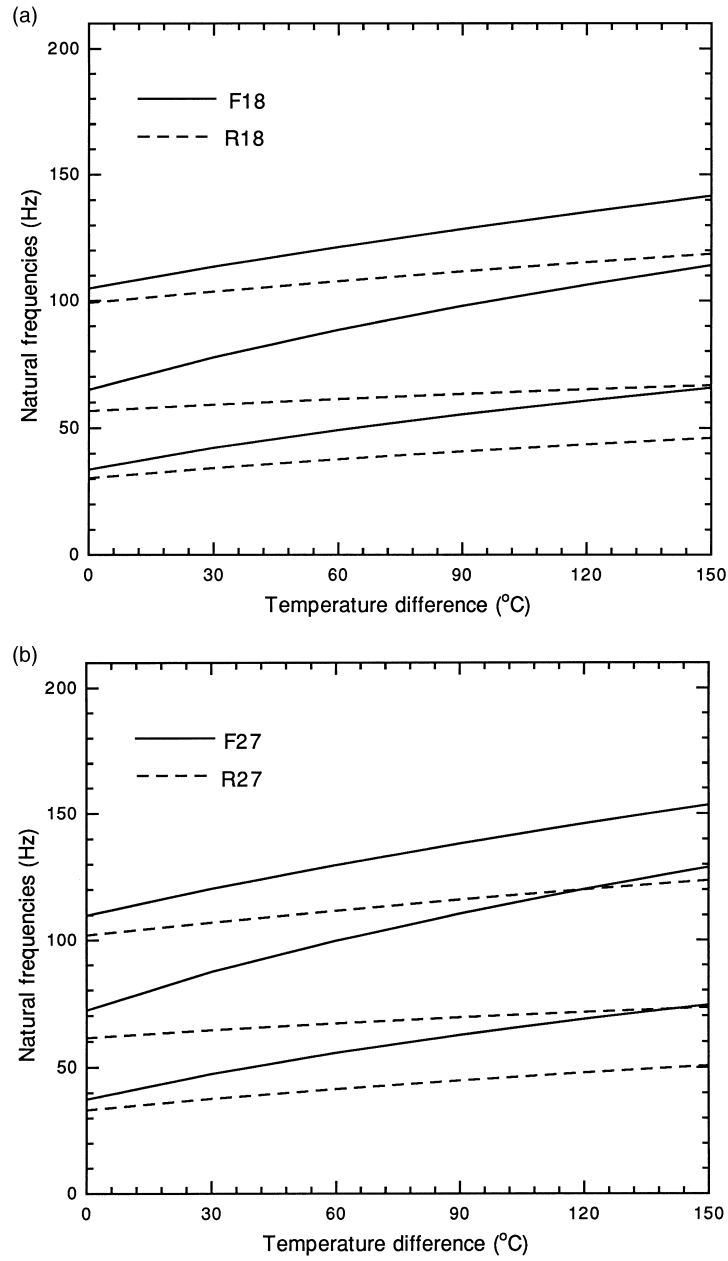 (a)
200
150
100
50
0
Natural frequencies (Hz)
F18
R18
0 30 60 90 120 150
Temperature difference (°C)
(b)
200
150
100
50
0
Natural frequencies (Hz)
F27
R27
0 30 60 90 120 150
Temperature difference (°C)